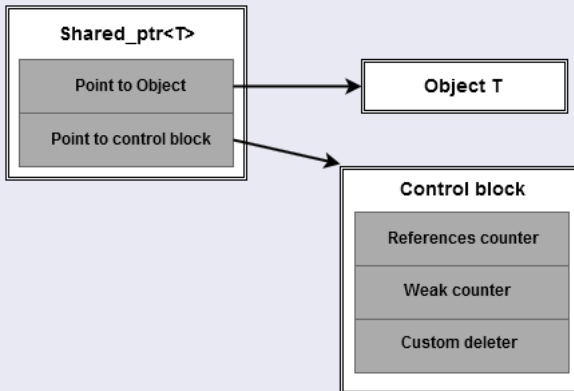 Shared_ptr<T>
Point to Object
Point to control block
Object T
Control block
References counter
Weak counter
Custom deleter